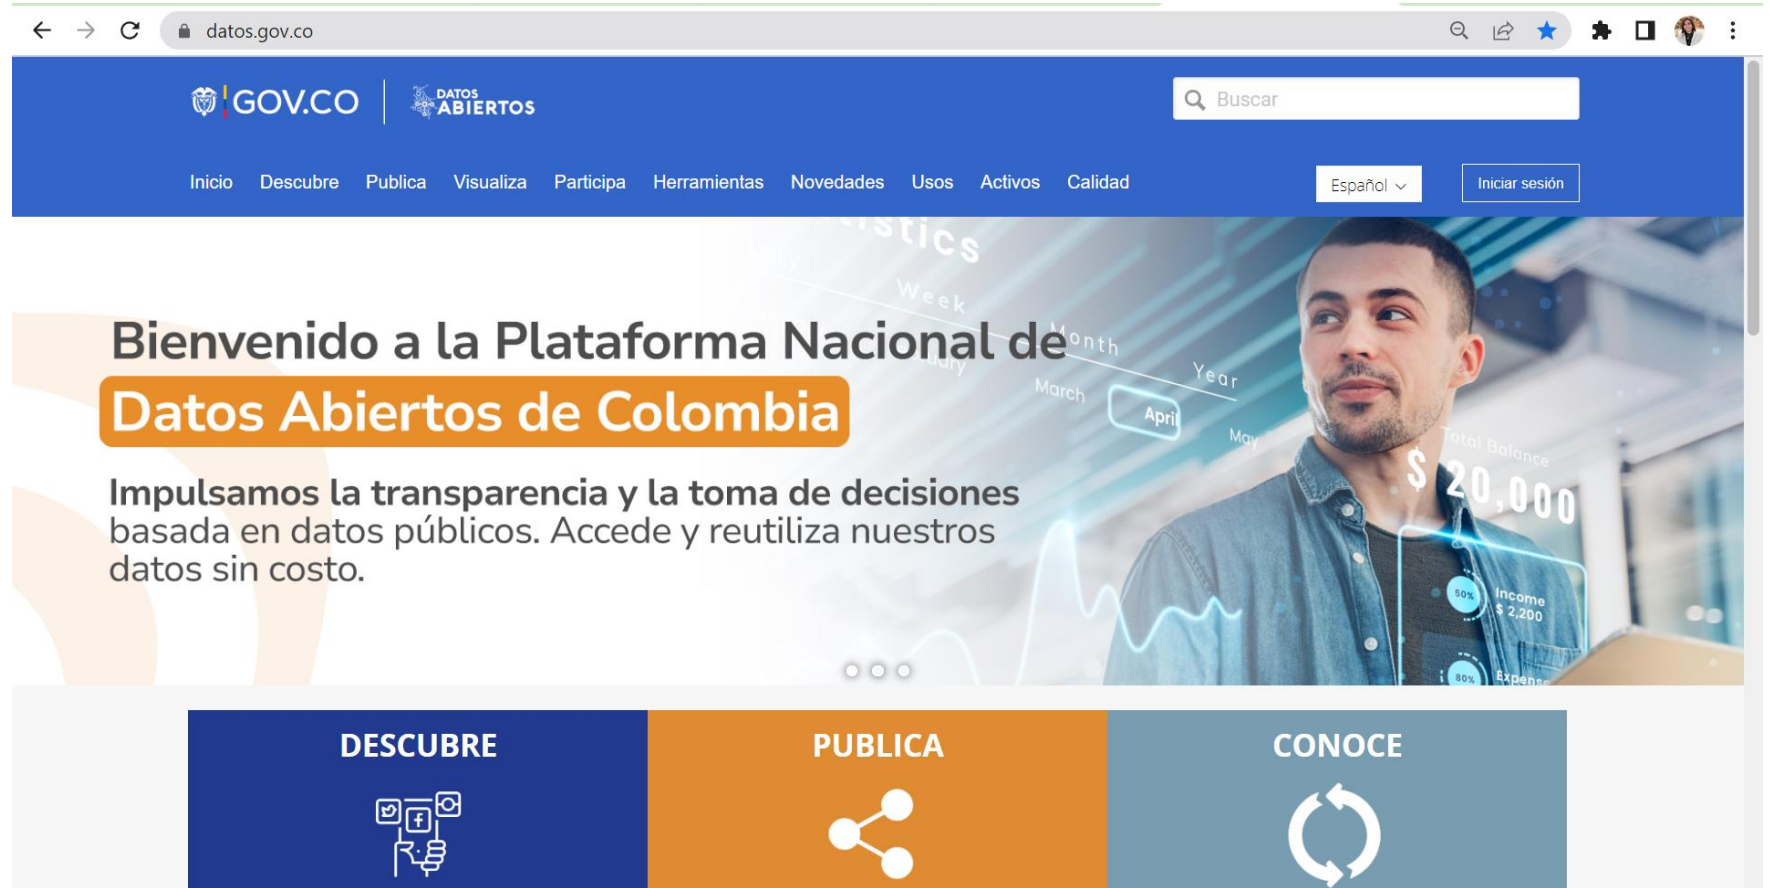 datos.gov.co
GOV.CO
DATOS
ABIERTOS
Buscar
Inicio Descubre Publica Visualiza Participa Herramientas Novedades Usos Activos Calidad
Español
Iniciar sesión
istics
Day
Week
Month
Year
March
April
May
Bienvenido a la Plataforma Nacional de
Datos Abiertos de Colombia
Impulsamos la transparencia y la toma de decisiones
basada en datos públicos. Accede y reutiliza nuestros
datos sin costo.
Total Balance
$ 20,000
50% Income
$ 2,200
80% Expens
DESCUBRE
PUBLICA
CONOCE